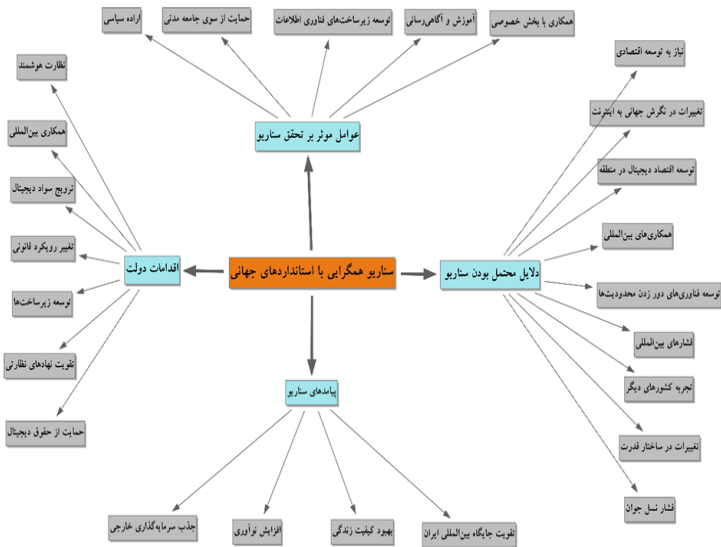 اراده سیاسی
حمایت از سوی جامعه مدنی
توسعه زیرساخت‌های فناوری اطلاعات
آموزش و آگاهی‌رسانی
همکاری با بخش خصوصی
عوامل موثر بر تحقق سناریو
سناریو همگرایی با استانداردهای جهانی
دلایل محتمل بودن سناریو
نیاز به توسعه اقتصادی
تغییرات در نگرش جهانی به اینترنت
توسعه اقتصاد دیجیتال در منطقه
همکاری‌های بین‌المللی
توسعه فناوری‌های دور زدن محدودیت‌ها
فشارهای بین‌المللی
تجربه کشورهای دیگر
تغییرات در ساختار قدرت
فشار نسل جوان
اقدامات دولت
نظارت هوشمند
همکاری بین‌المللی
ترویج سواد دیجیتال
تغییر رویکرد قانونی
توسعه زیرساخت‌ها
تقویت نهادهای نظارتی
حمایت از حقوق دیجیتال
پیامدهای سناریو
جذب سرمایه‌گذاری خارجی
افزایش نوآوری
بهبود کیفیت زندگی
تقویت جایگاه بین‌المللی ایران